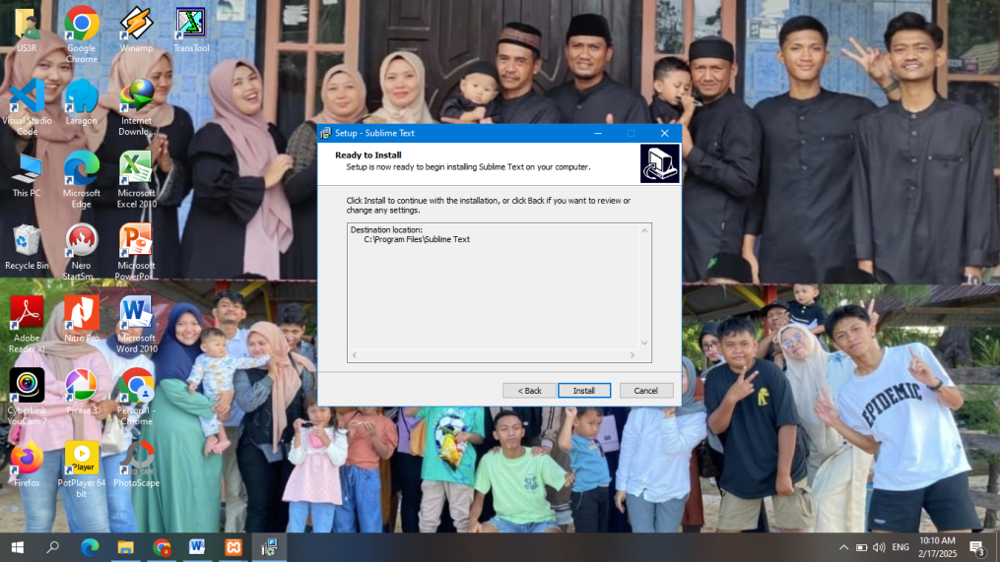 US3R
Google
Chrome
Winamp
TransTool
Visual Studio
Code
Laragon
Internet
Downlo...
This PC
Microsoft
Edge
Microsoft
Excel 2010
Recycle Bin
Nero
StartSm...
Microsoft
PowerPoi...
Adobe
Reader XI
Nitro Pro
Microsoft
Word 2010
CyberLink
YouCam 7
Picasa 3
Person 1 -
Chrome
Firefox
Player
PotPlayer 64
bit
PhotoScape
Setup - Sublime Text
Ready to Install
Setup is now ready to begin installing Sublime Text on your computer.
Click Install to continue with the installation, or click Back if you want to review or
change any settings.
Destination location:
C:\Program Files\Sublime Text
< Back
Install
Cancel
EPIDEMIC
ENG
10:10 AM
2/17/2025
3